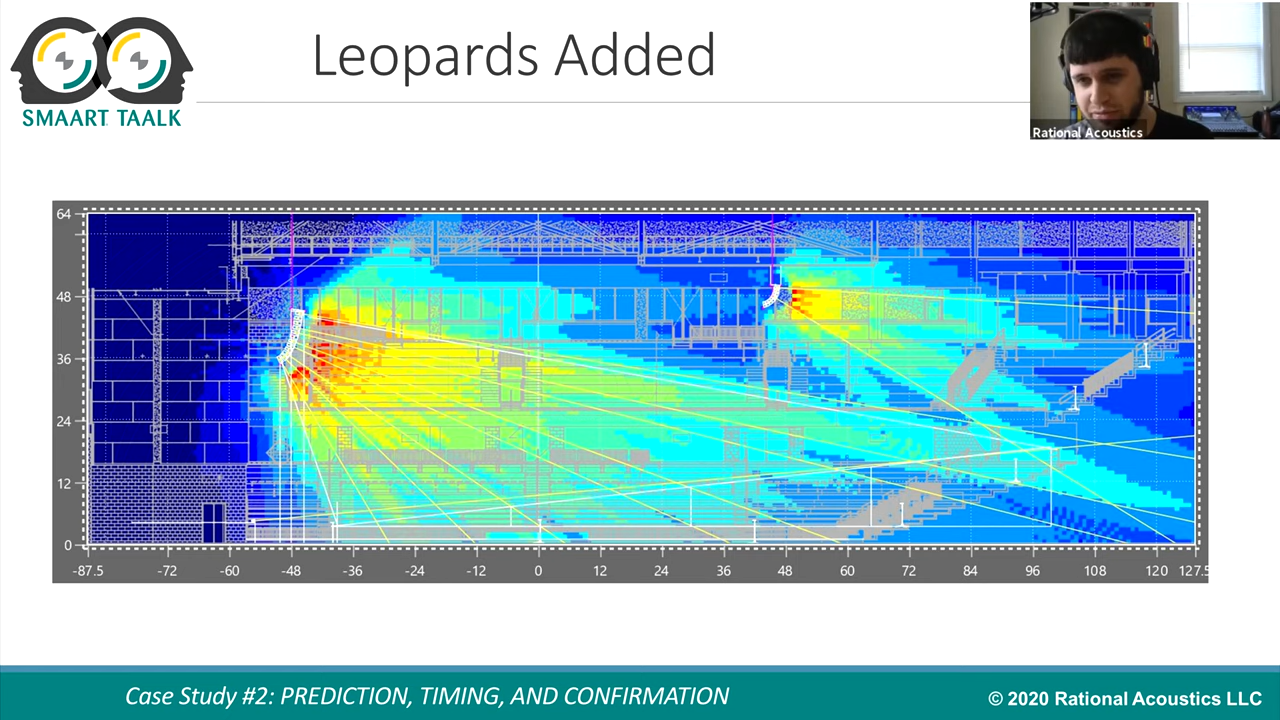 Leopards Added
SMAART TAALK
Rational Acoustics
64
48
36
24
12
0
-87.5 -72 -60 -48 -36 -24 -12 0 12 24 36 48 60 72 84 96 108 120 127.5
Case Study #2: PREDICTION, TIMING, AND CONFIRMATION
© 2020 Rational Acoustics LLC